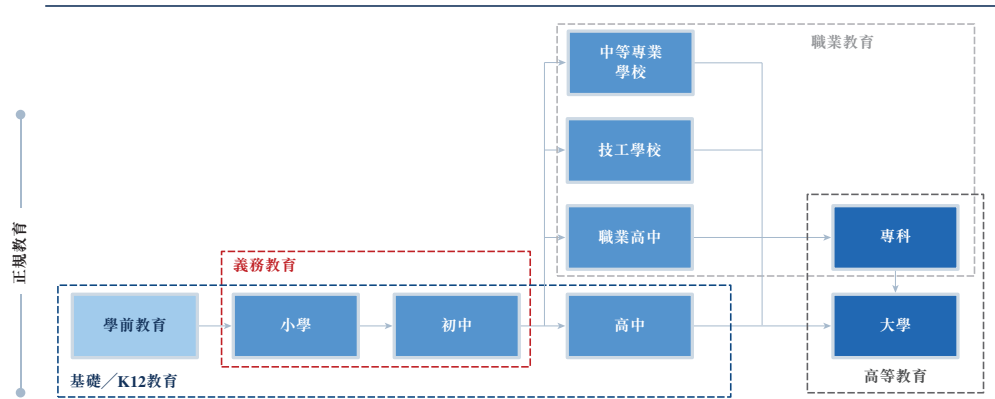 職業教育
中等專業
學校
技工學校
正規教育
職業高中
專科
義務教育
學前教育
小學
初中
高中
大學
基礎／K12教育
高等教育